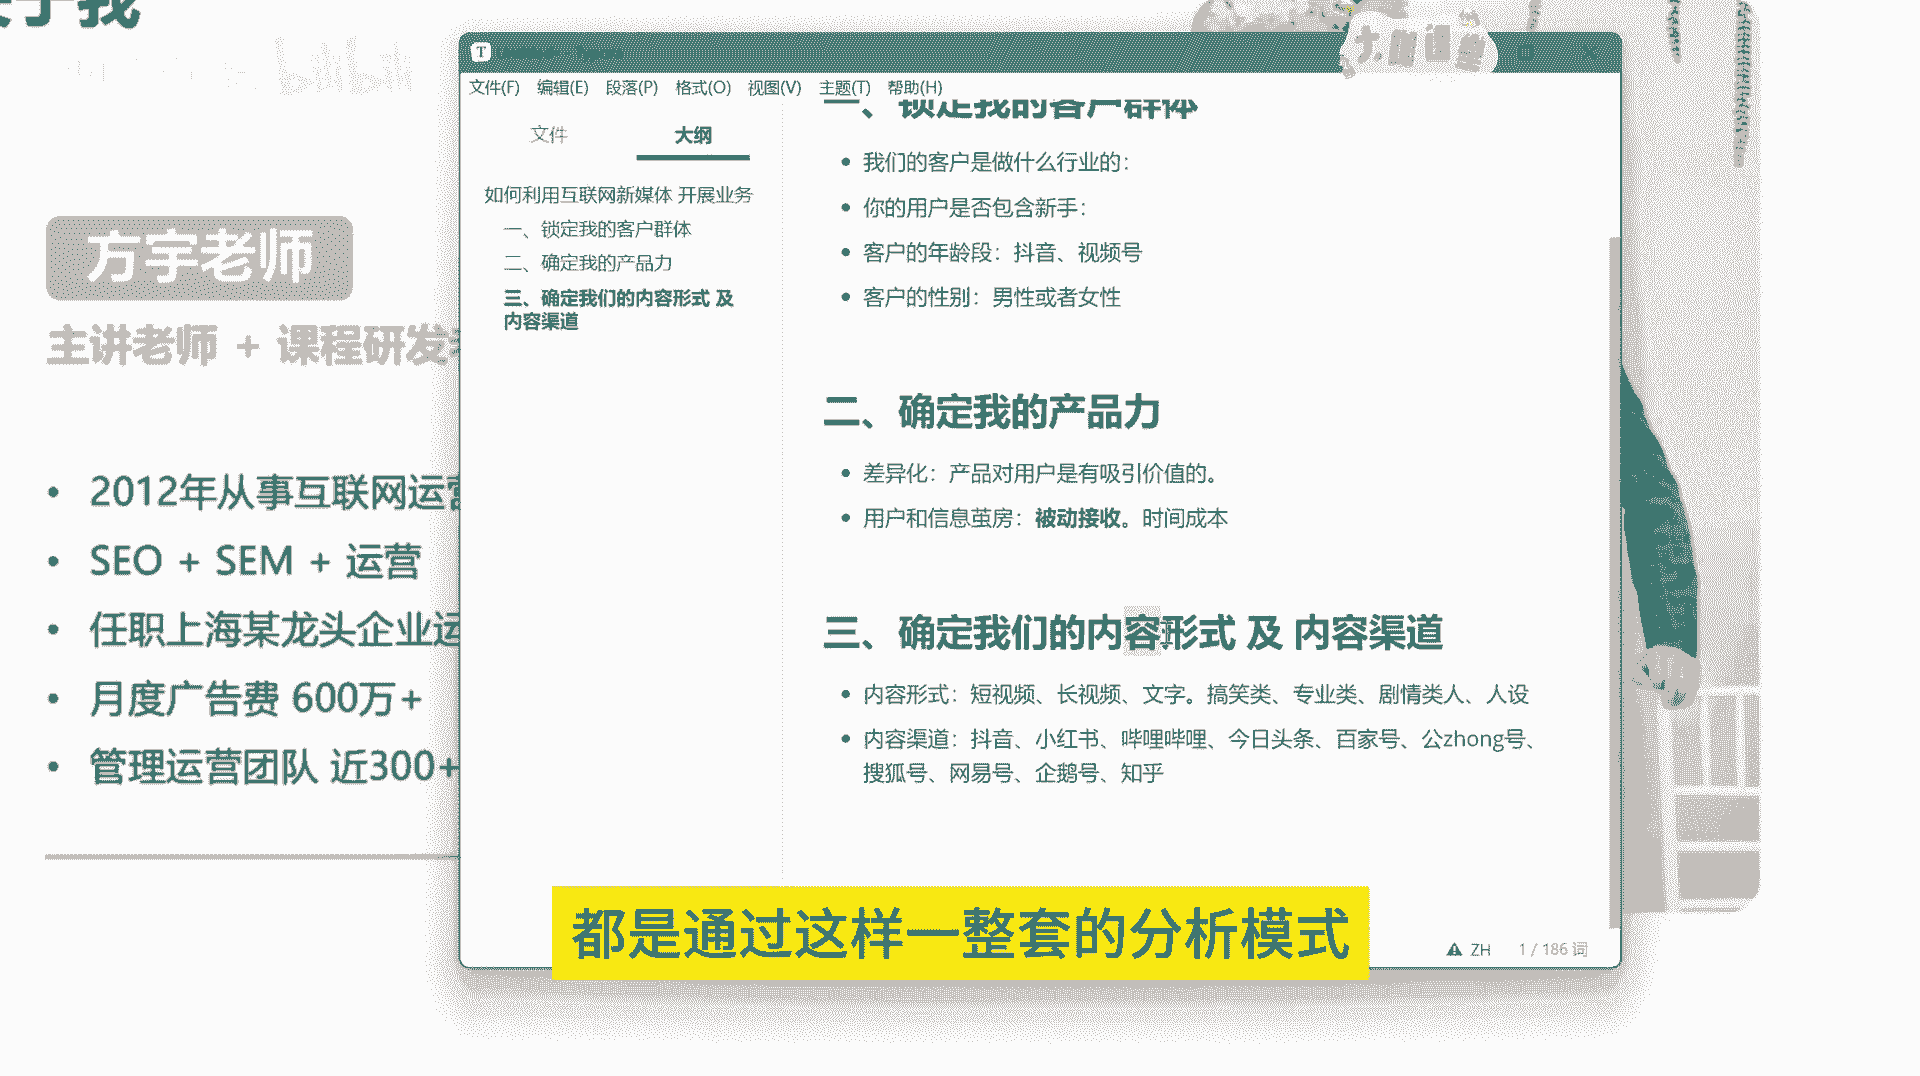 bilibili
方宇老师
主讲老师 + 课程研发
2012年从事互联网运营
SEO + SEM + 运营
任职上海某龙头企业运
月度广告费 600万+
管理运营团队 近300+
文件(F) 编辑(E) 段落(P) 格式(O) 视图(V) 主题(T) 帮助(H)
文件 大纲
如何利用互联网新媒体 开展业务
一、锁定我的客户群体
二、确定我的产品力
三、确定我们的内容形式 及
内容渠道
一、锁定我的客户群体
我们的客户是做什么行业的：
你的用户是否包含新手：
客户的年龄段：抖音、视频号
客户的性别：男性或者女性
二、确定我的产品力
差异化：产品对用户是有吸引价值的。
用户和信息茧房：被动接收。时间成本
三、确定我们的内容形式 及 内容渠道
内容形式：短视频、长视频、文字。搞笑类、专业类、剧情类人、人设
内容渠道：抖音、小红书、哔哩哔哩、今日头条、百家号、公zhong号、
搜狐号、网易号、企鹅号、知乎
ZH 1 / 186 词
都是通过这样一整套的分析模式